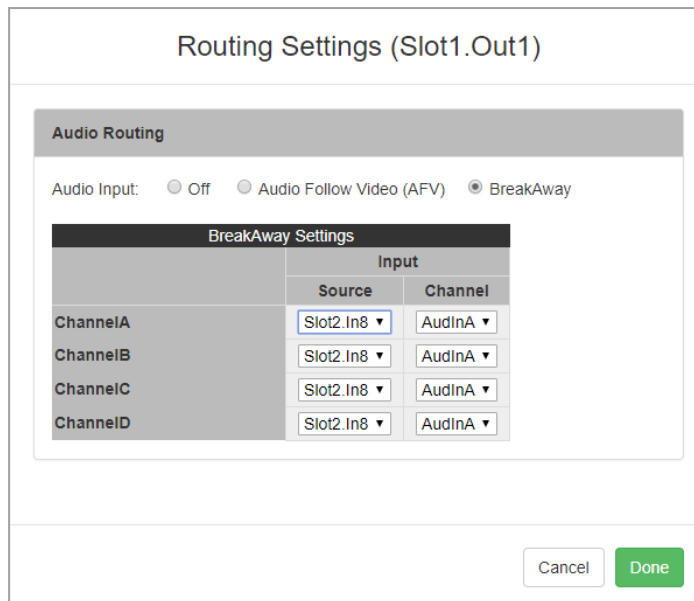 Routing Settings (Slot1.Out1)
Audio Routing
Audio Input: Off Audio Follow Video (AFV) BreakAway
BreakAway Settings
Input
Source Channel
ChannelA Slot2.In8 AudInA
ChannelB Slot2.In8 AudInA
ChannelC Slot2.In8 AudInA
ChannelD Slot2.In8 AudInA
Cancel Done